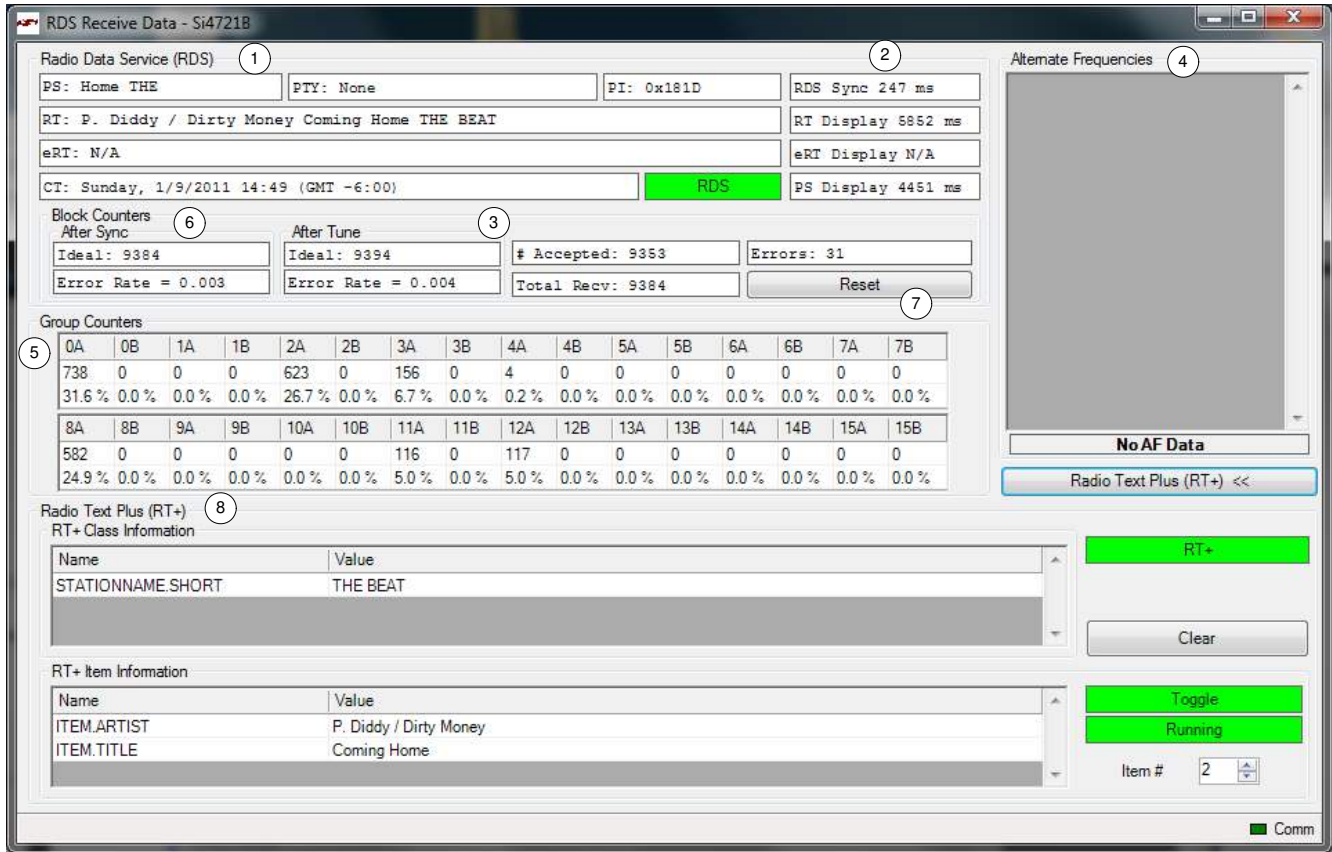 RDS Receive Data - Si4721B
Radio Data Service (RDS) 1 2
PS: Home THE PTY: None PI: 0x181D RDS Sync 247 ms
RT: P. Diddy / Dirty Money Coming Home THE BEAT RT Display 5852 ms
eRT: N/A eRT Display N/A
CT: Sunday, 1/9/2011 14:49 (GMT -6:00) RDS PS Display 4451 ms
Block Counters
After Sync 6 After Tune 3
Ideal: 9384 Ideal: 9394 # Accepted: 9353 Errors: 31
Error Rate = 0.003 Error Rate = 0.004 Total Recv: 9384 Reset
7
Alternate Frequencies 4
No AF Data
Radio Text Plus (RT+) <<
Group Counters
5
0A 0B 1A 1B 2A 2B 3A 3B 4A 4B 5A 5B 6A 6B 7A 7B
738 0 0 0 623 0 156 0 4 0 0 0 0 0 0 0
31.6 % 0.0 % 0.0 % 0.0 % 26.7 % 0.0 % 6.7 % 0.0 % 0.2 % 0.0 % 0.0 % 0.0 % 0.0 % 0.0 % 0.0 % 0.0 %
8A 8B 9A 9B 10A 10B 11A 11B 12A 12B 13A 13B 14A 14B 15A 15B
582 0 0 0 0 0 116 0 117 0 0 0 0 0 0 0
24.9 % 0.0 % 0.0 % 0.0 % 0.0 % 0.0 % 5.0 % 0.0 % 5.0 % 0.0 % 0.0 % 0.0 % 0.0 % 0.0 % 0.0 % 0.0 %
Radio Text Plus (RT+) 8
RT+ Class Information
Name Value
STATIONNAME.SHORT THE BEAT
RT+
Clear
RT+ Item Information
Name Value
ITEM.ARTIST P. Diddy / Dirty Money
ITEM.TITLE Coming Home
Toggle
Running
Item # 2
Comm